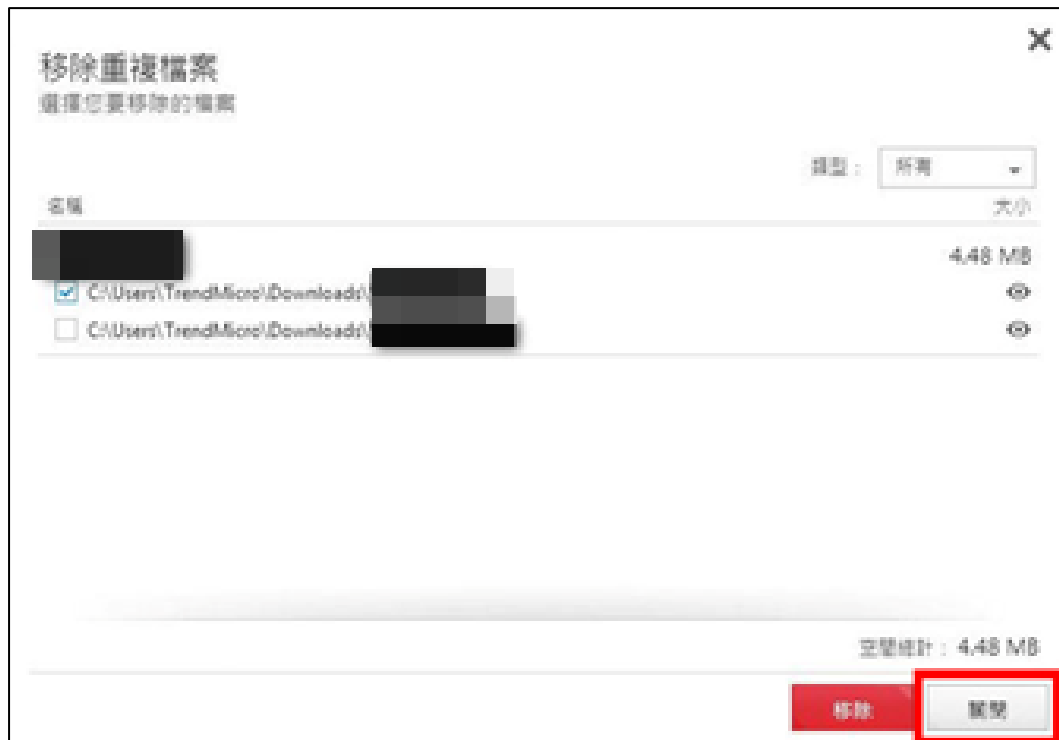 移除重複檔案
選擇您要移除的檔案
類型： 所有
名稱 大小
4.48 MB
C:\Users\TrendMicro\Downloads\
C:\Users\TrendMicro\Downloads\
空間總計： 4.48 MB
移除 關閉